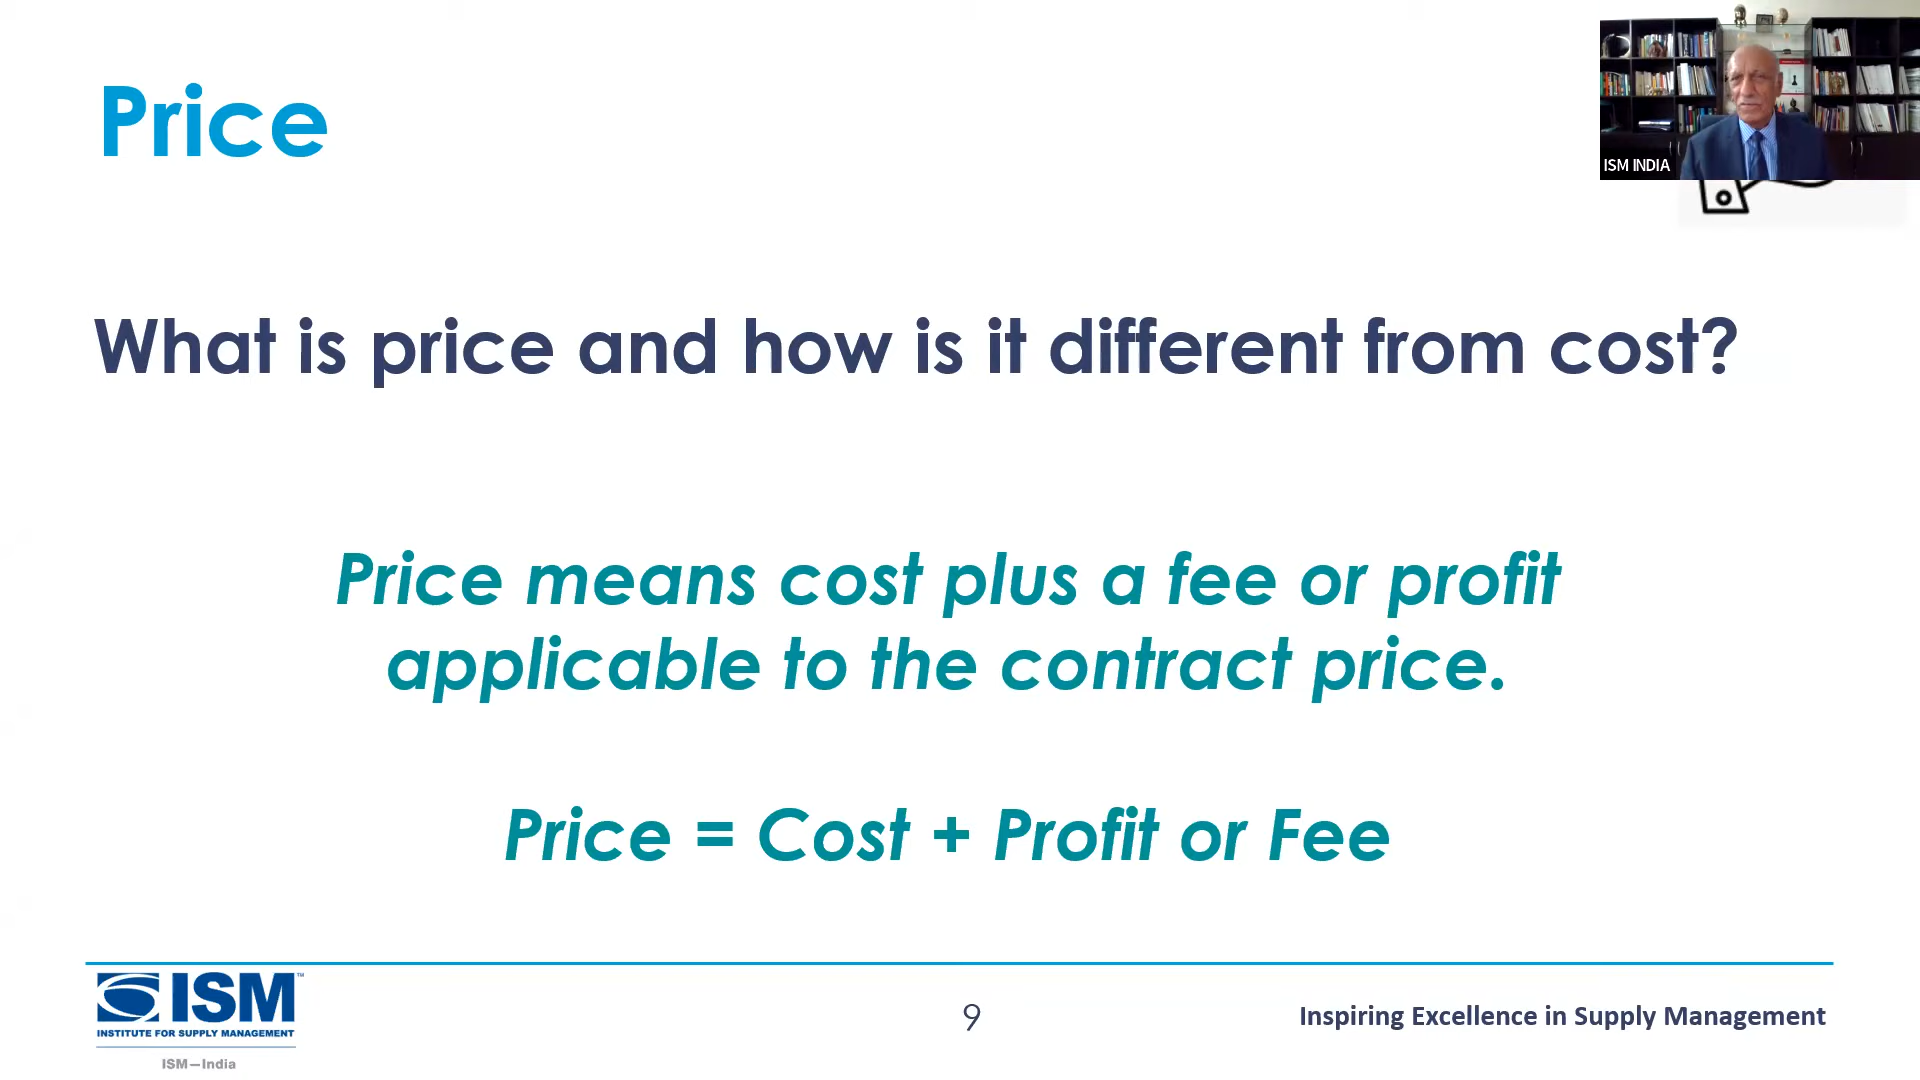 Price
ISM INDIA
What is price and how is it different from cost?
Price means cost plus a fee or profit
applicable to the contract price.
Price = Cost + Profit or Fee
ISM™
INSTITUTE FOR SUPPLY MANAGEMENT
ISM—India
9
Inspiring Excellence in Supply Management